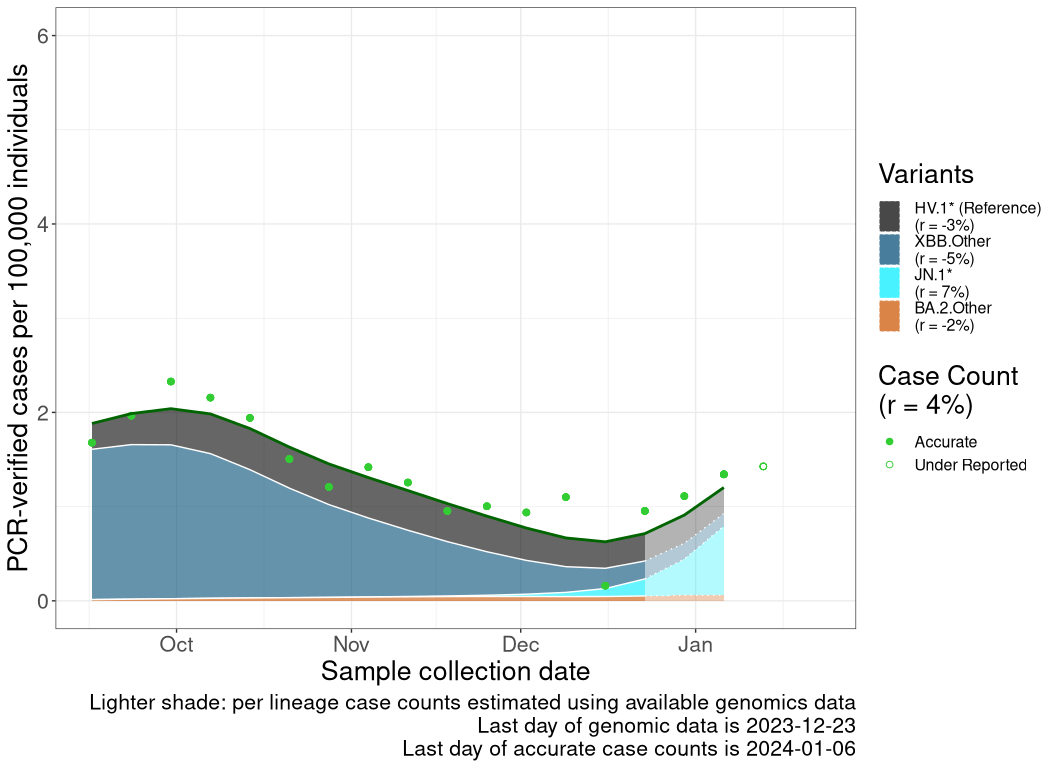 PCR-verified cases per 100,000 individuals
6
4
2
0
Oct
Nov
Dec
Jan
Sample collection date
Lighter shade: per lineage case counts estimated using available genomics data
Last day of genomic data is 2023-12-23
Last day of accurate case counts is 2024-01-06
Variants
HV.1* (Reference)
(r = -3%)
XBB.Other
(r = -5%)
JN.1*
(r = 7%)
BA.2.Other
(r = -2%)
Case Count
(r = 4%)
Accurate
Under Reported